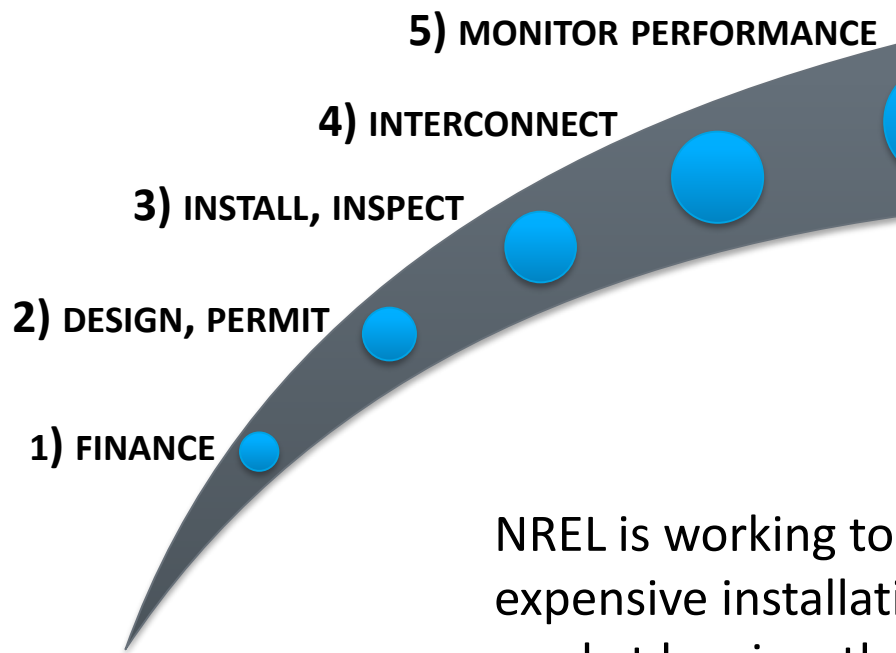 5) MONITOR PERFORMANCE
4) INTERCONNECT
3) INSTALL, INSPECT
2) DESIGN, PERMIT
1) FINANCE
NREL is working to
expensive